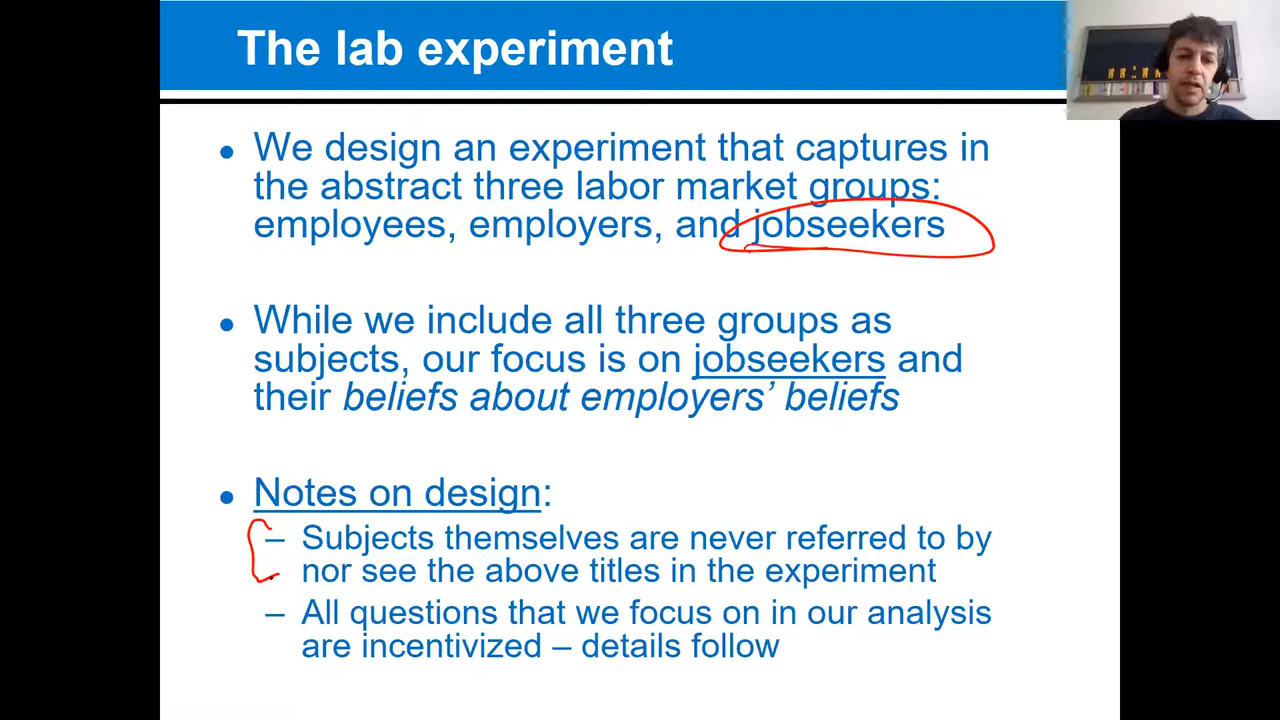 The lab experiment
• We design an experiment that captures in
the abstract three labor market groups:
employees, employers, and jobseekers
• While we include all three groups as
subjects, our focus is on jobseekers and
their beliefs about employers’ beliefs
• Notes on design:
– Subjects themselves are never referred to by
nor see the above titles in the experiment
– All questions that we focus on in our analysis
are incentivized – details follow